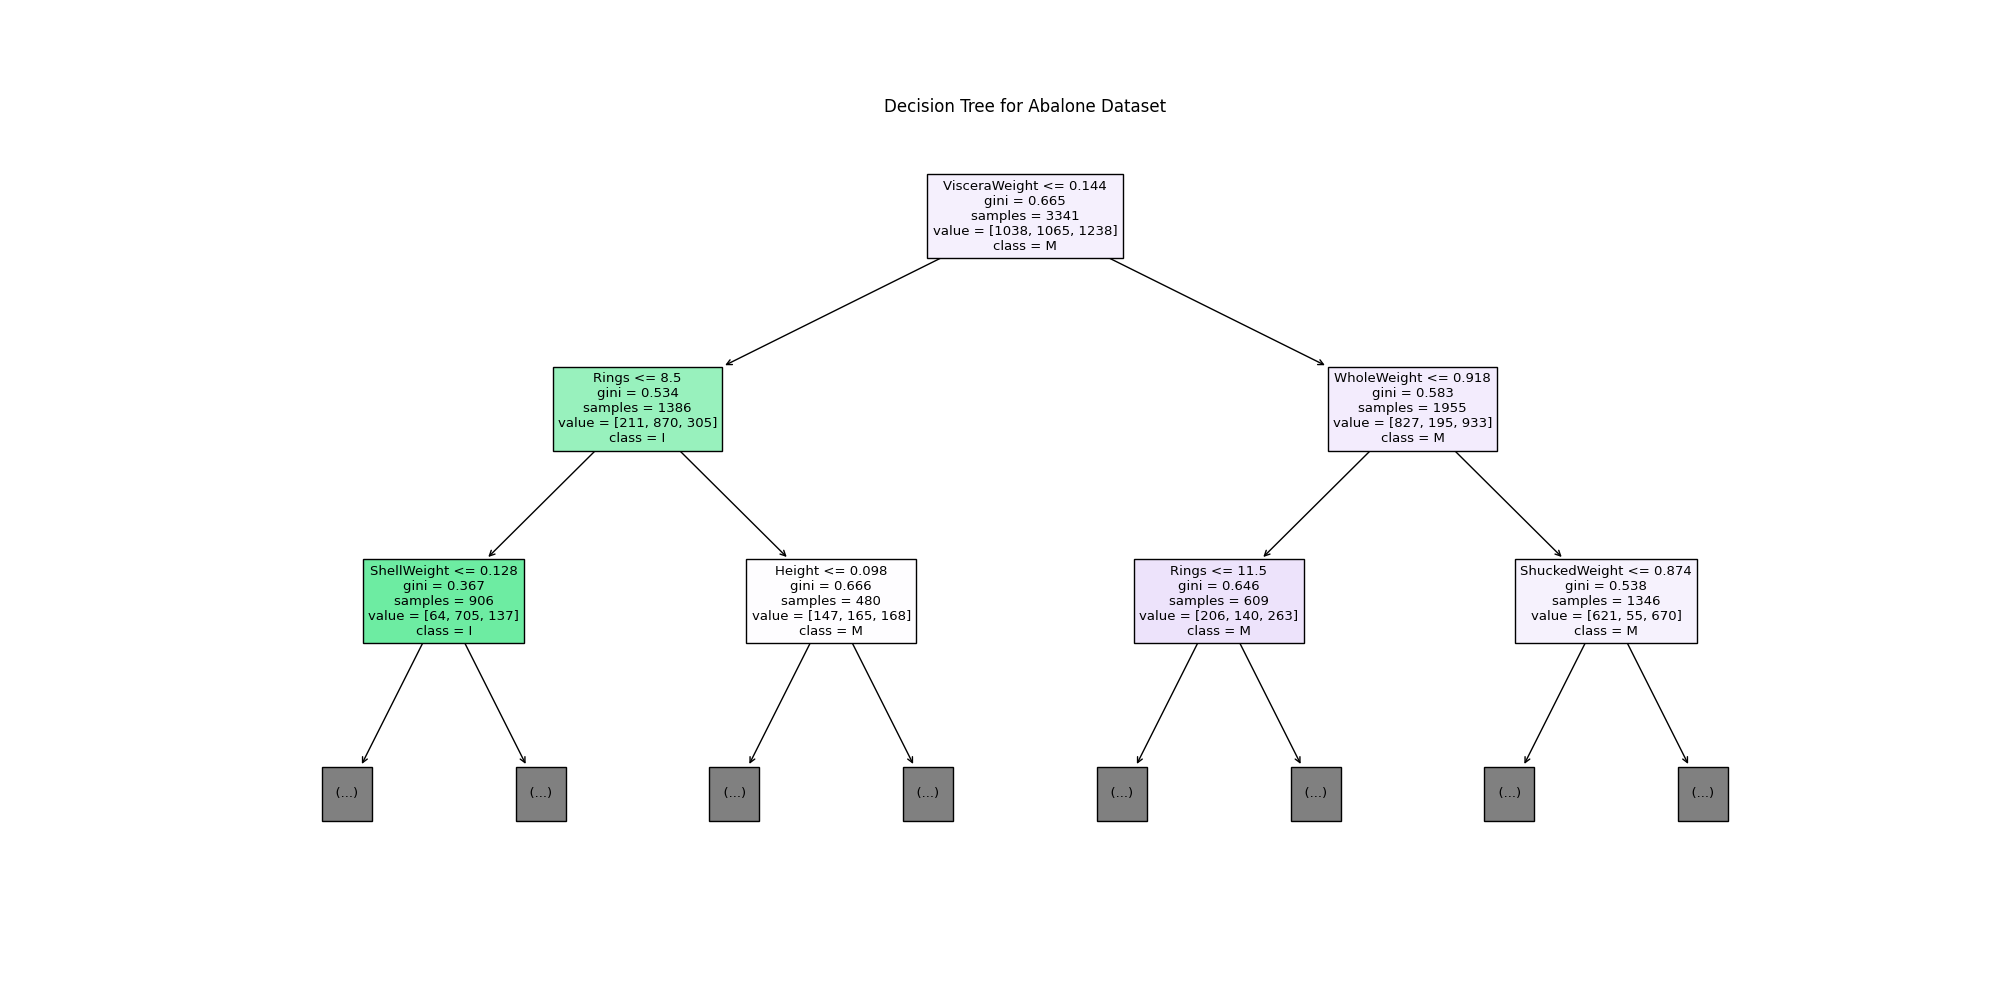 Decision Tree for Abalone Dataset
VisceraWeight <= 0.144
gini = 0.665
samples = 3341
value = [1038, 1065, 1238]
class = M
Rings <= 8.5
gini = 0.534
samples = 1386
value = [211, 870, 305]
class = I
WholeWeight <= 0.918
gini = 0.583
samples = 1955
value = [827, 195, 933]
class = M
ShellWeight <= 0.128
gini = 0.367
samples = 906
value = [64, 705, 137]
class = I
Height <= 0.098
gini = 0.666
samples = 480
value = [147, 165, 168]
class = M
Rings <= 11.5
gini = 0.646
samples = 609
value = [206, 140, 263]
class = M
ShuckedWeight <= 0.874
gini = 0.538
samples = 1346
value = [621, 55, 670]
class = M
(...)
(...)
(...)
(...)
(...)
(...)
(...)
(...)